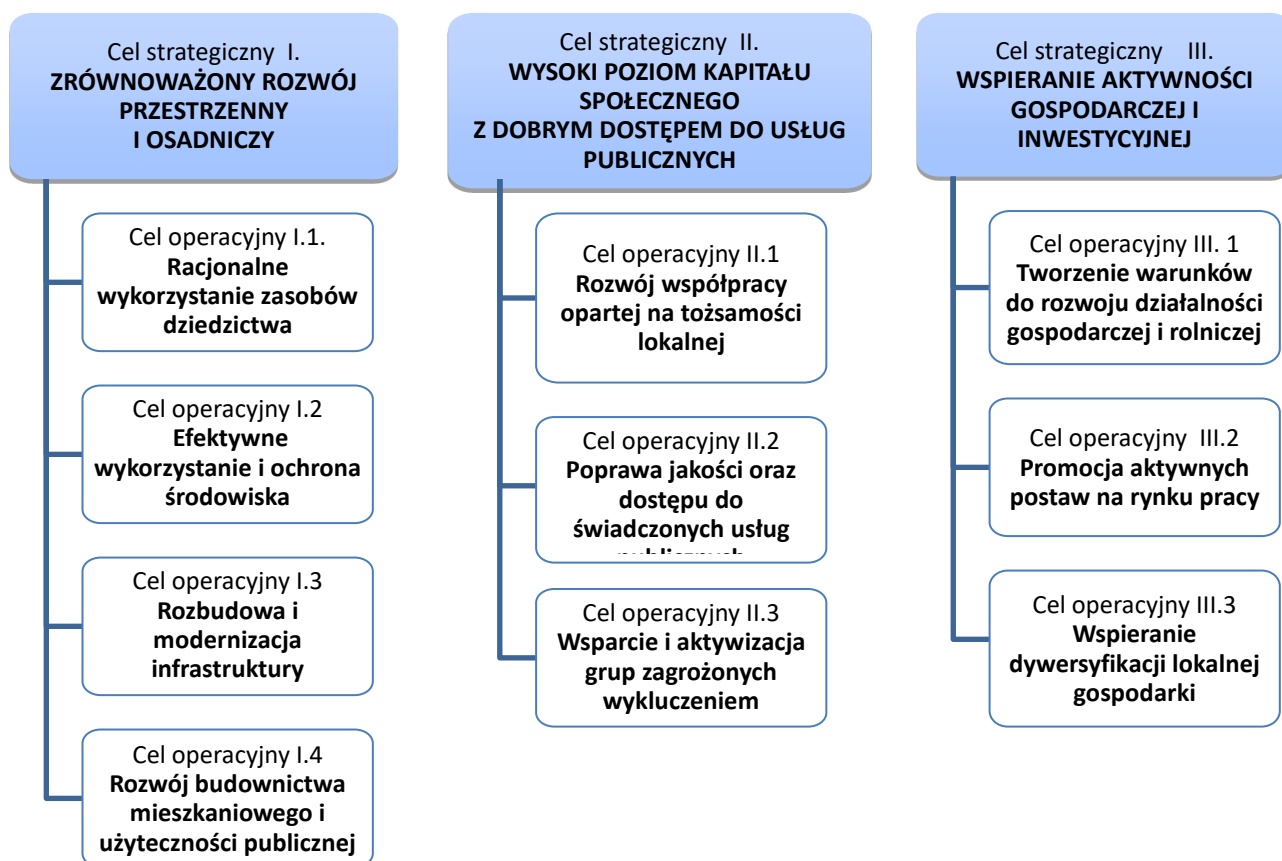 Cel strategiczny I.
ZRÓWNOWAŻONY ROZWÓJ
PRZESTRZENNY
I OSADNICZY
Cel operacyjny I.1.
Racjonalne
wykorzystanie zasobów
dziedzictwa
Cel operacyjny I.2
Efektywne
wykorzystanie i ochrona
środowiska
Cel operacyjny I.3
Rozbudowa i
modernizacja
infrastruktury
Cel operacyjny I.4
Rozwój budownictwa
mieszkaniowego i
użyteczności publicznej
Cel strategiczny II.
WYSOKI POZIOM KAPITAŁU
SPOŁECZNEGO
Z DOBRYM DOSTĘPEM DO USŁUG
PUBLICZNYCH
Cel operacyjny II.1
Rozwój współpracy
opartej na tożsamości
lokalnej
Cel operacyjny II.2
Poprawa jakości oraz
dostępu do
świadczonych usług
publicznych
Cel operacyjny II.3
Wsparcie i aktywizacja
grup zagrożonych
wykluczeniem
Cel strategiczny III.
WSPIERANIE AKTYWNOŚCI
GOSPODARCZEJ I
INWESTYCYJNEJ
Cel operacyjny III. 1
Tworzenie warunków
do rozwoju działalności
gospodarczej i rolniczej
Cel operacyjny III.2
Promocja aktywnych
postaw na rynku pracy
Cel operacyjny III.3
Wspieranie
dywersyfikacji lokalnej
gospodarki